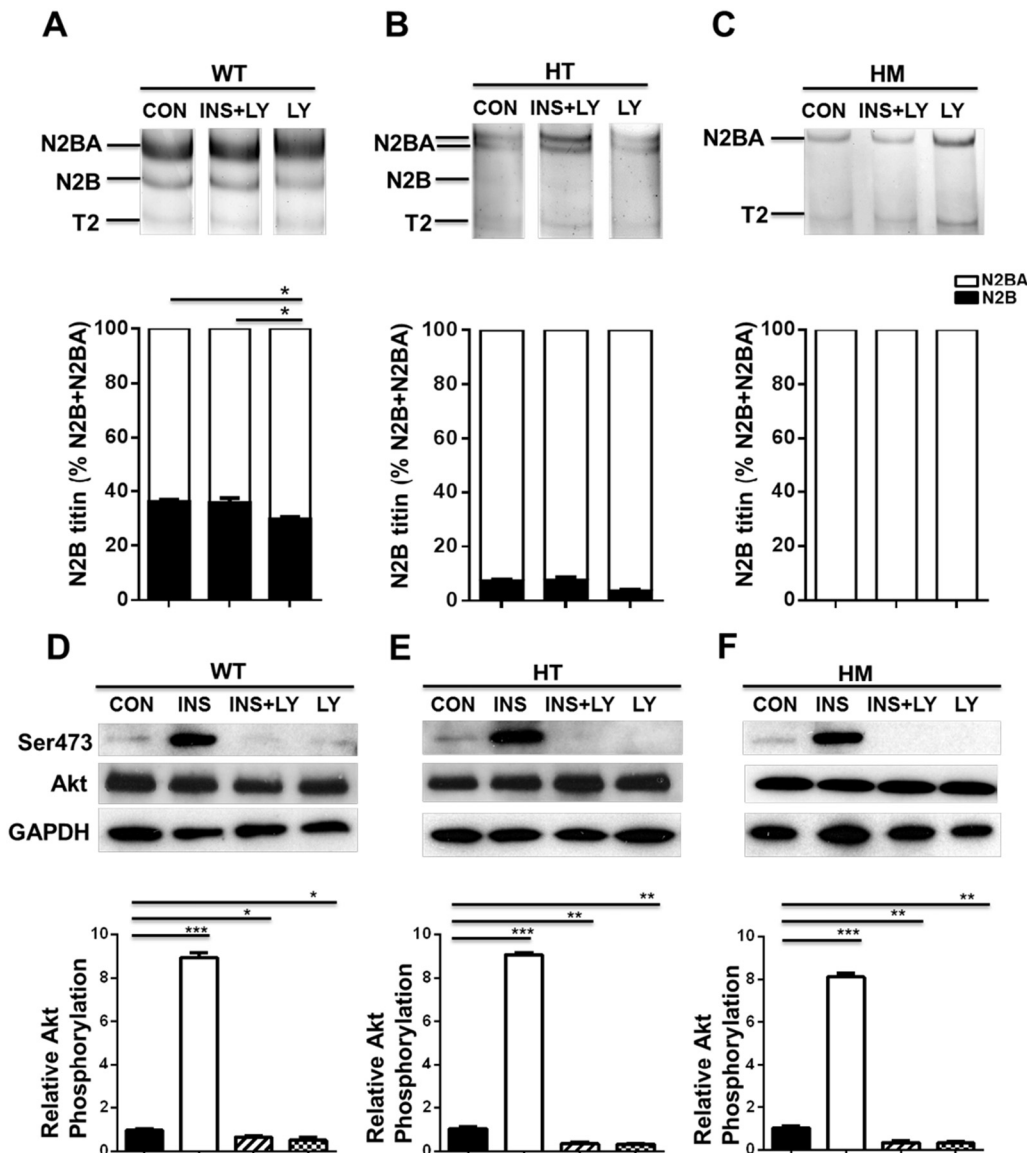 A
B
C
WT
HT
HM
CON INS+LY LY
CON INS+LY LY
CON INS+LY LY
N2BA
N2B
T2
N2BA
N2B
T2
N2BA
T2
N2BA
N2B
*
*
N2B titin (% N2B+N2BA)
100
80
60
40
20
0
N2B titin (% N2B+N2BA)
100
80
60
40
20
0
N2B titin (% N2B+N2BA)
100
80
60
40
20
0
D
E
F
WT
HT
HM
CON INS INS+LY LY
CON INS INS+LY LY
CON INS INS+LY LY
Ser473
Akt
GAPDH
*
*
***
**
**
***
**
**
***
Relative Akt
Phosphorylation
10
8
6
4
2
0
Relative Akt
Phosphorylation
10
8
6
4
2
0
Relative Akt
Phosphorylation
10
8
6
4
2
0